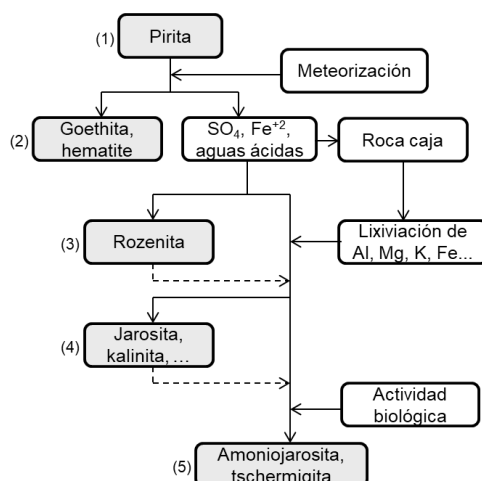 (1) Pirita
Meteorización
(2) Goethita,
hematite
SO4, Fe+2,
aguas ácidas
Roca caja
(3) Rozenita
Lixiviación de
Al, Mg, K, Fe...
(4) Jarosita,
kalinita, ...
Actividad
biológica
(5) Amoniojarosita,
tschermigita